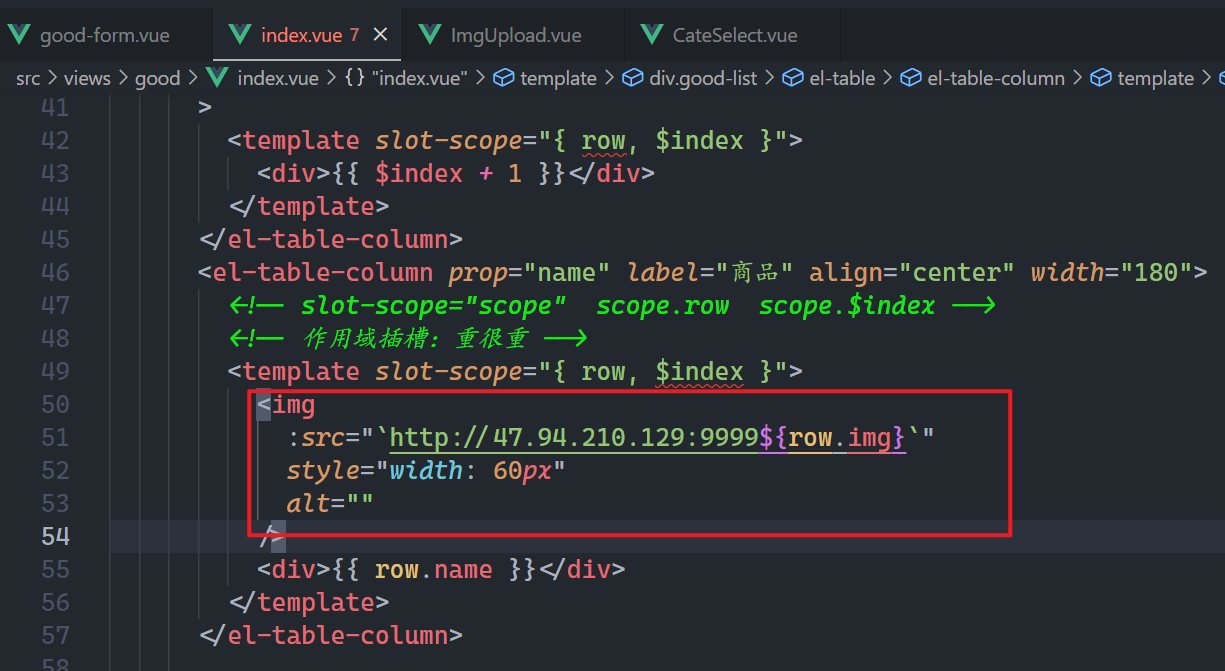 good-form.vue index.vue 7 × ImgUpload.vue CateSelect.vue
src > views > good > index.vue > {} "index.vue" > template > div.good-list > el-table > el-table-column > template >
41 >
42 <template slot-scope="{ row, $index }">
43 <div>{{ $index + 1 }}</div>
44 </template>
45 </el-table-column>
46 <el-table-column prop="name" label="商品" align="center" width="180">
47 <!-- slot-scope="scope"  scope.row  scope.$index -->
48 <!-- 作用域插槽：重很重 -->
49 <template slot-scope="{ row, $index }">
50 <img
51 :src="`http://47.94.210.129:9999${row.img}`"
52 style="width: 60px"
53 alt=""
54 />
55 <div>{{ row.name }}</div>
56 </template>
57 </el-table-column>
58